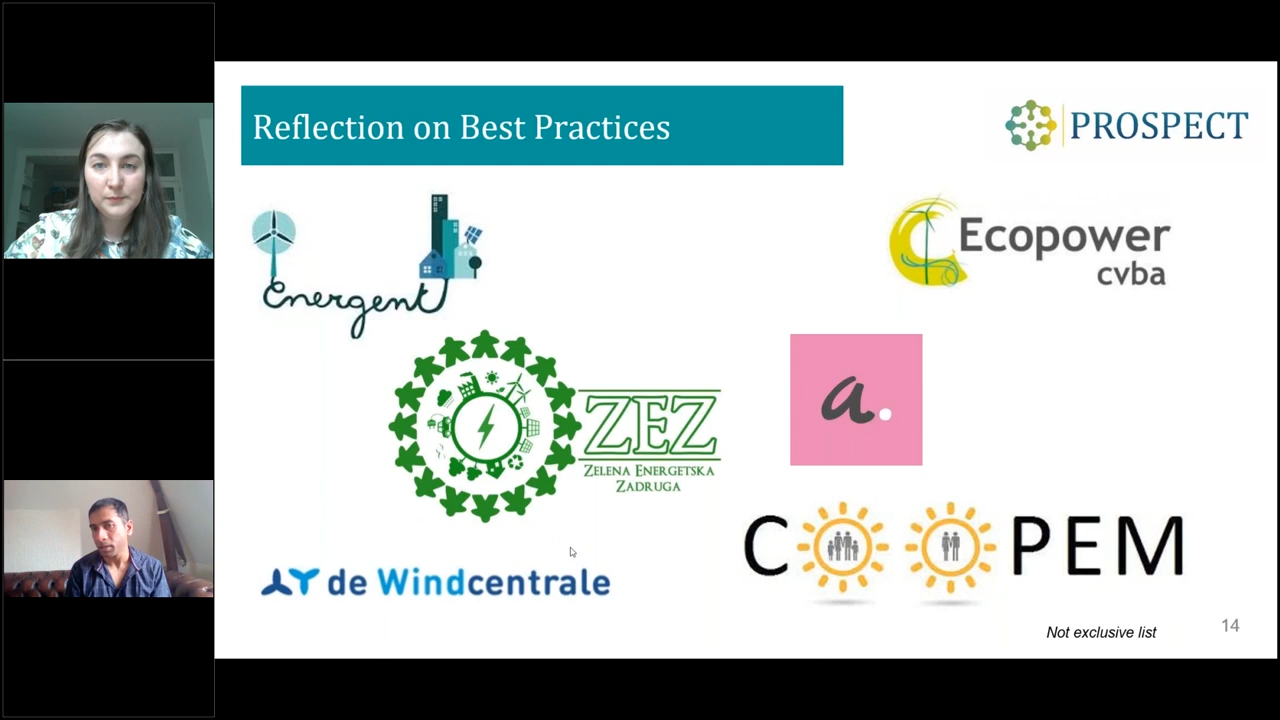 Reflection on Best Practices
PROSPECT
Energent
Ecopower
cvba
ZEZ
ZELENA ENERGETSKA
ZADRUGA
a.
de Windcentrale
COOPEM
Not exclusive list
14